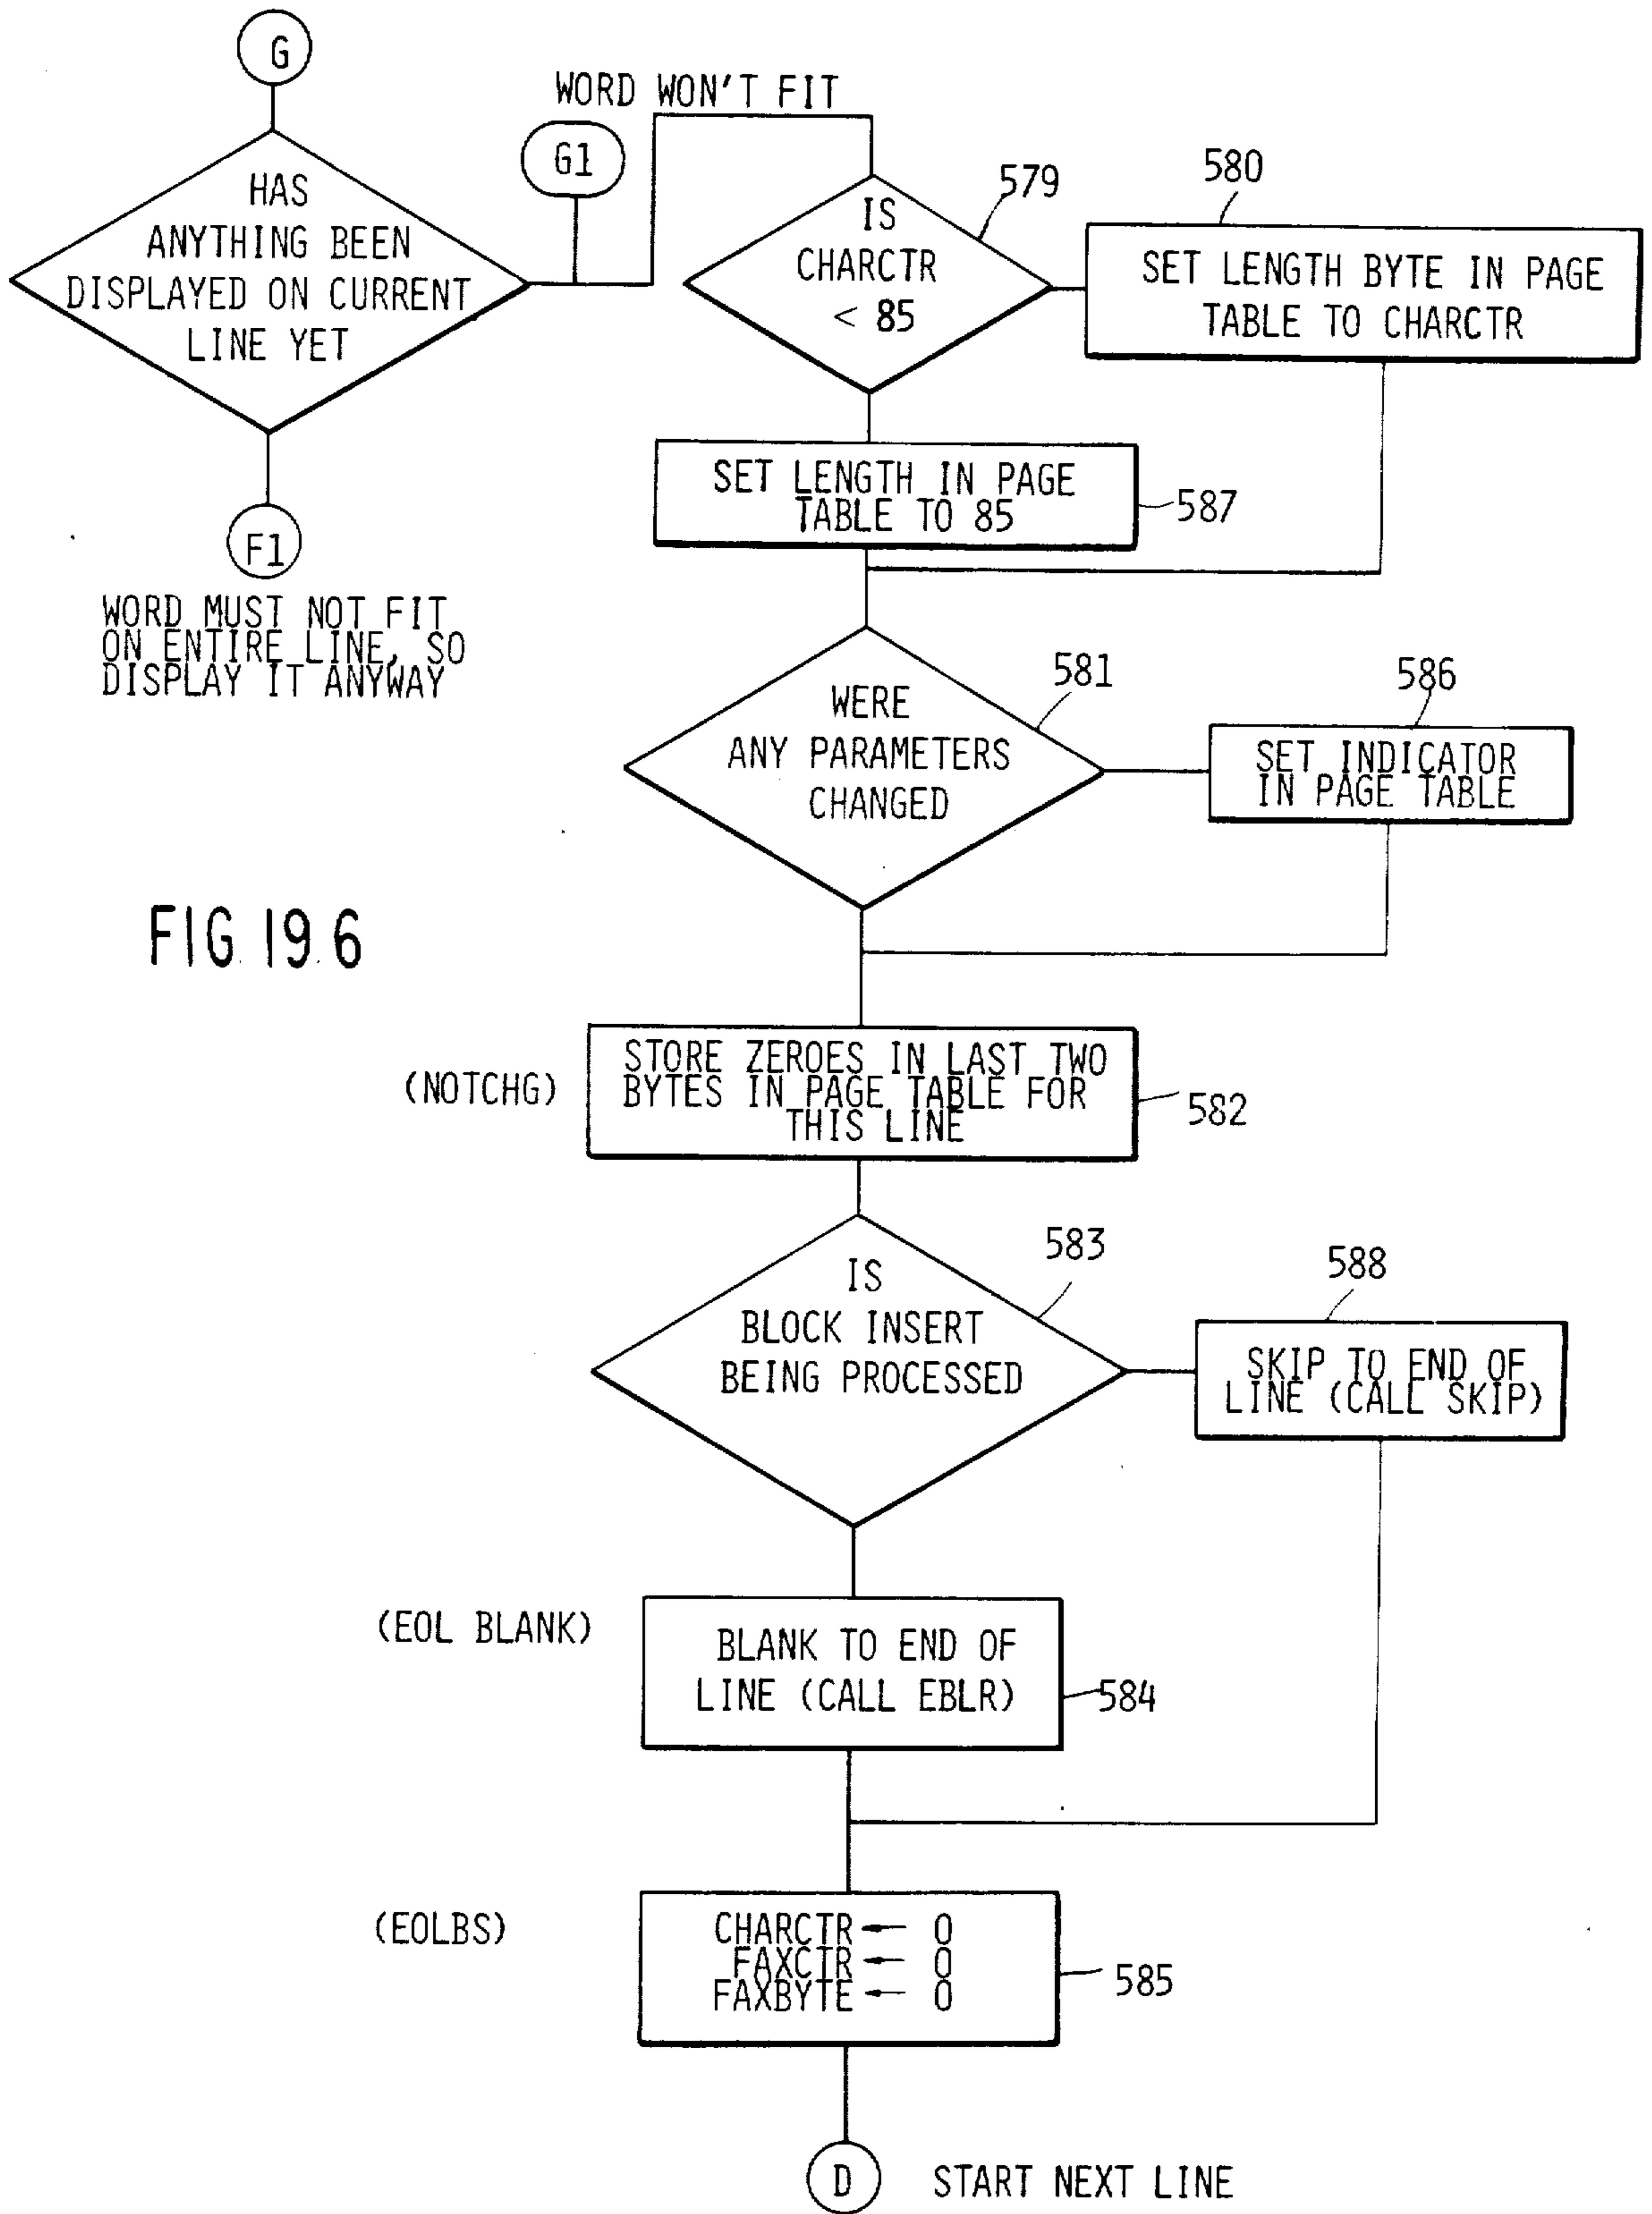 G
HAS
ANYTHING BEEN
DISPLAYED ON CURRENT
LINE YET
F1
WORD MUST NOT FIT
ON ENTIRE LINE, SO
DISPLAY IT ANYWAY
G1
WORD WON'T FIT
IS
CHARCTR
< 85
579
580
SET LENGTH BYTE IN PAGE
TABLE TO CHARCTR
SET LENGTH IN PAGE
TABLE TO 85
587
WERE
ANY PARAMETERS
CHANGED
581
586
SET INDICATOR
IN PAGE TABLE
FIG 19.6
(NOTCHG)
STORE ZEROES IN LAST TWO
BYTES IN PAGE TABLE FOR
THIS LINE
582
IS
BLOCK INSERT
BEING PROCESSED
583
588
SKIP TO END OF
LINE (CALL SKIP)
(EOL BLANK)
BLANK TO END OF
LINE (CALL EBLR)
584
(EOLBS)
CHARCTR ← 0
FAXCTR ← 0
FAXBYTE ← 0
585
D
START NEXT LINE